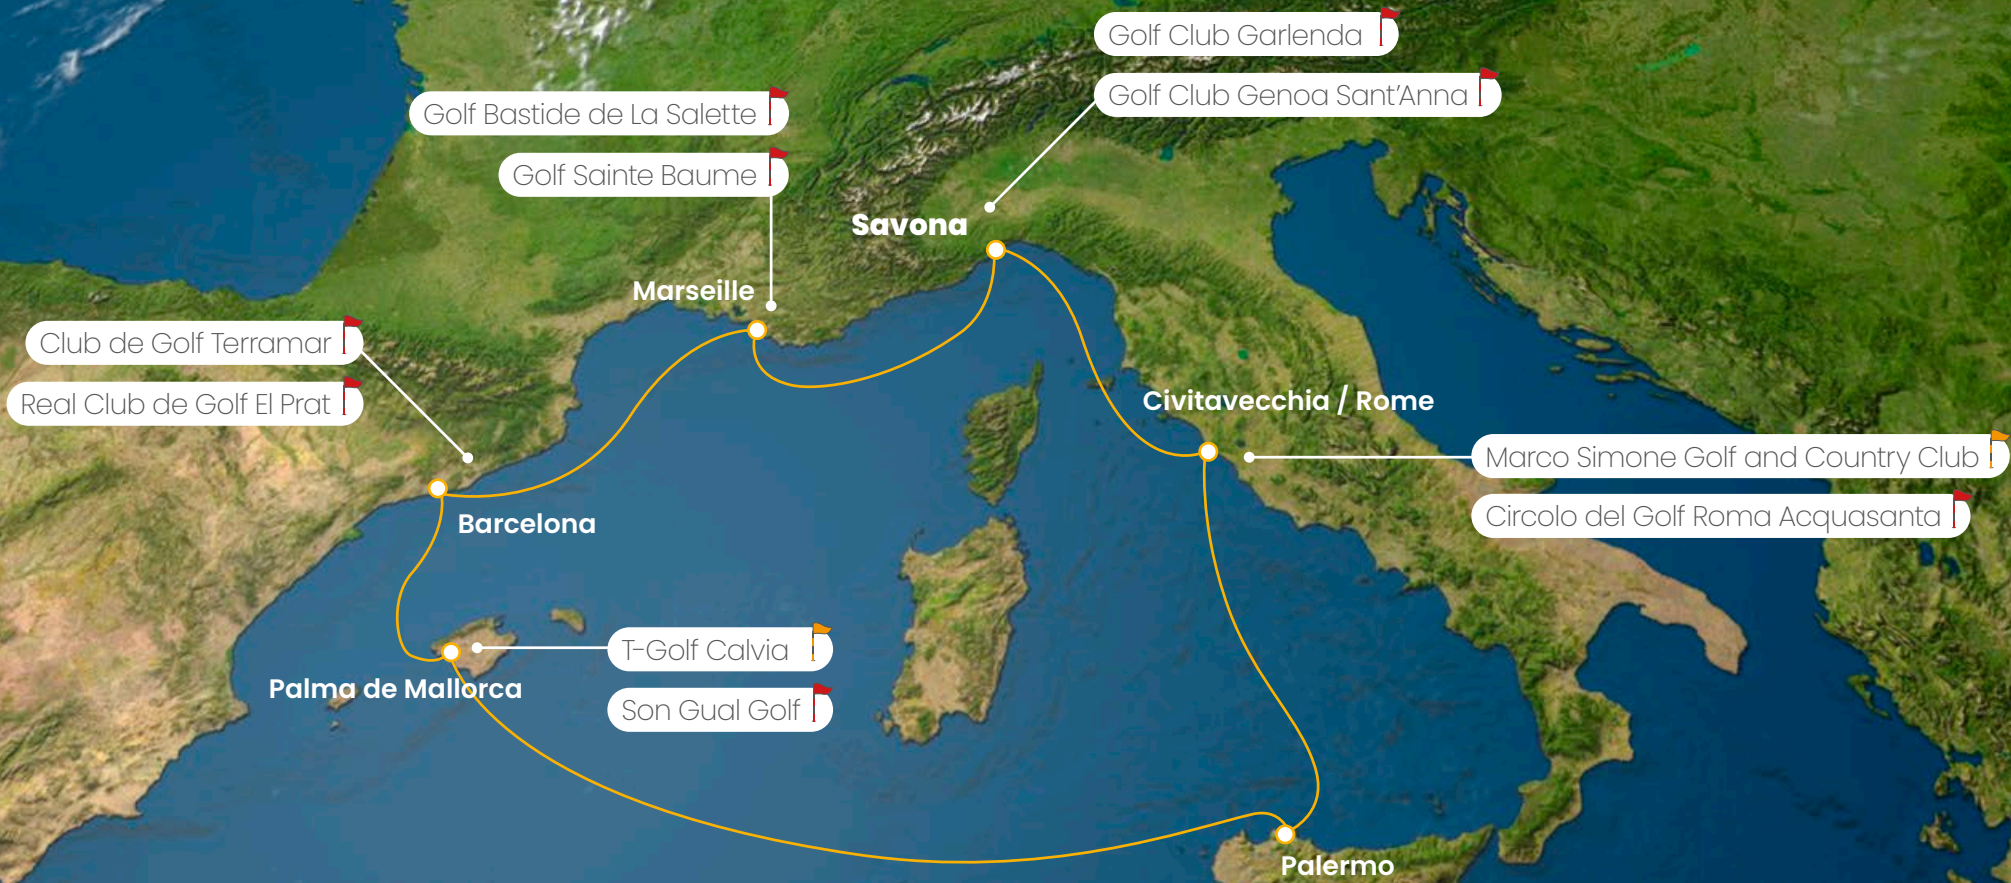 Golf Club Garlenda
Golf Club Genoa Sant’Anna
Golf Bastide de La Salette
Golf Sainte Baume
Savona
Marseille
Club de Golf Terramar
Real Club de Golf El Prat
Civitavecchia / Rome
Marco Simone Golf and Country Club
Circolo del Golf Roma Acquasanta
Barcelona
T-Golf Calvia
Son Gual Golf
Palma de Mallorca
Palermo